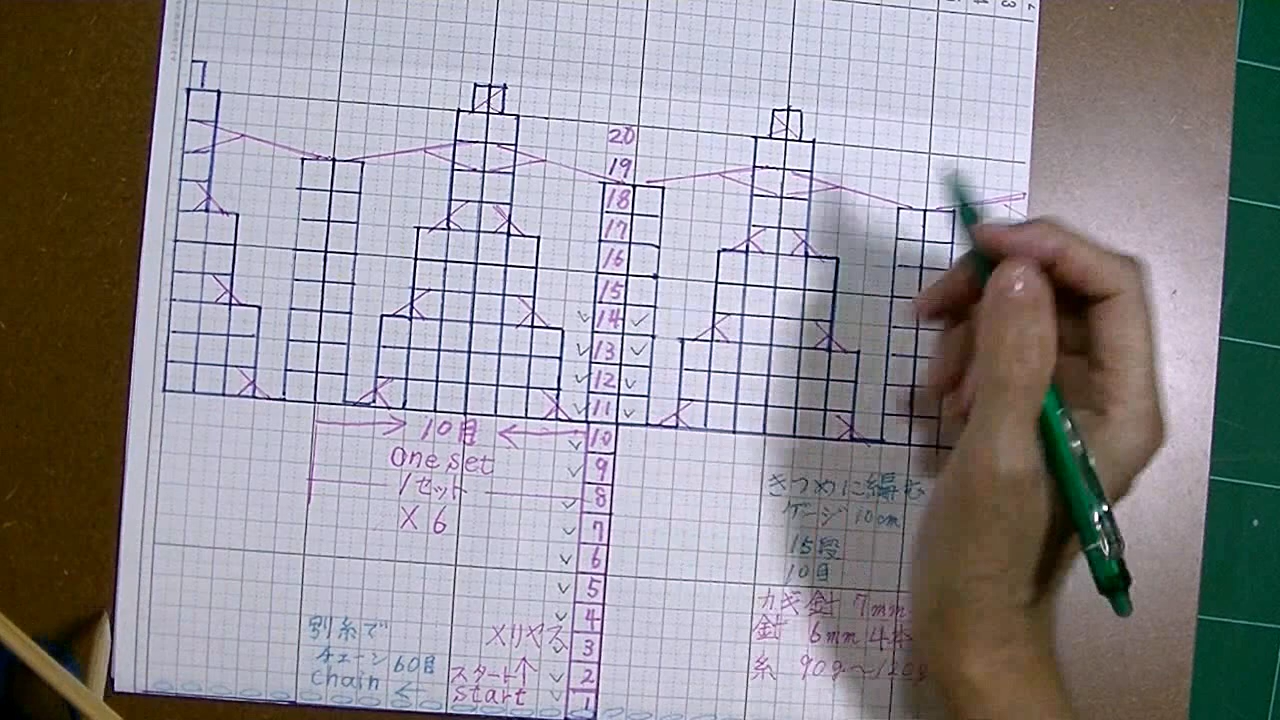 20
19
18
17
16
15
14
13
12
11
10
9
8
7
6
5
4
3
2
1
10目
One set
1セット
X 6
きつめに編む
ゲージ 10cm
15段
10目
カギ針 7mm
針 6mm 4本
糸 90g〜120g
別糸で
チェーン 60目
chain
メリヤス
スタート
start